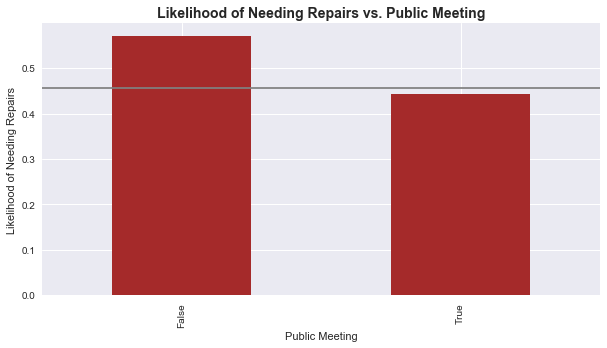 Likelihood of Needing Repairs vs. Public Meeting
Likelihood of Needing Repairs
0.5
0.4
0.3
0.2
0.1
0.0
False
True
Public Meeting